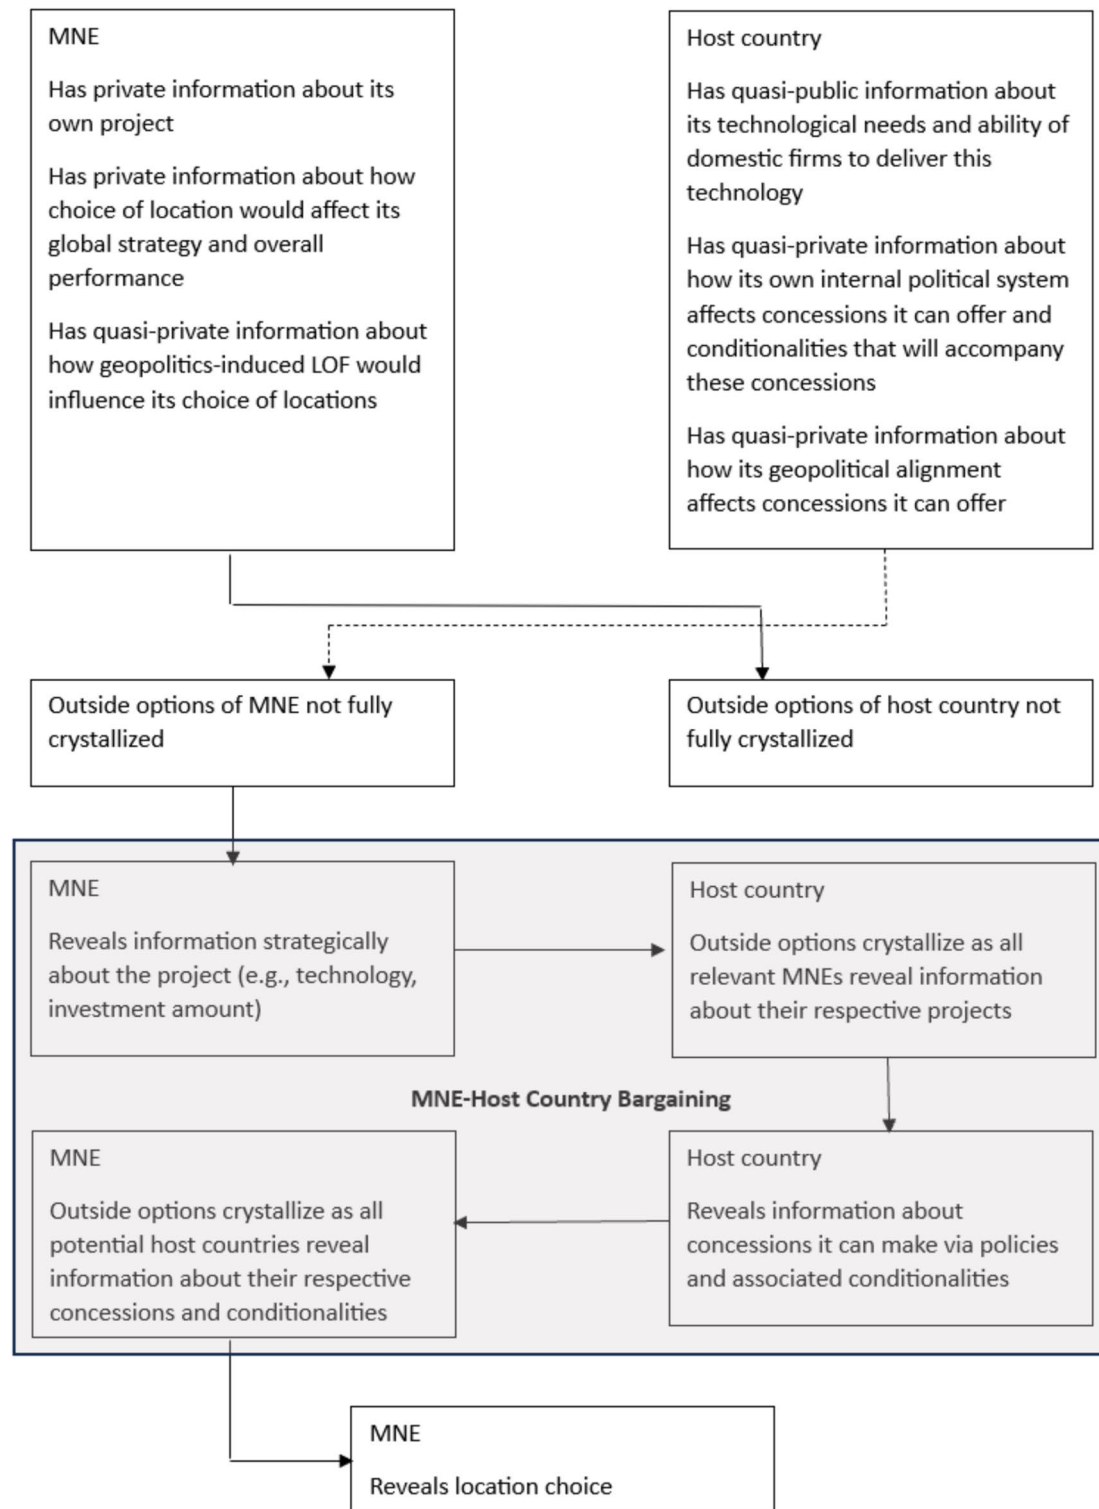 MNE
Has private information about its
own project
Has private information about how
choice of location would affect its
global strategy and overall
performance
Has quasi-private information about
how geopolitics-induced LOF would
influence its choice of locations
Host country
Has quasi-public information about
its technological needs and ability of
domestic firms to deliver this
technology
Has quasi-private information about
how its own internal political system
affects concessions it can offer and
conditionalities that will accompany
these concessions
Has quasi-private information about
how its geopolitical alignment
affects concessions it can offer
Outside options of MNE not fully
crystallized
Outside options of host country not
fully crystallized
MNE
Reveals information strategically
about the project (e.g., technology,
investment amount)
Host country
Outside options crystallize as all
relevant MNEs reveal information
about their respective projects
MNE-Host Country Bargaining
MNE
Outside options crystallize as all
potential host countries reveal
information about their respective
concessions and conditionalities
Host country
Reveals information about
concessions it can make via policies
and associated conditionalities
MNE
Reveals location choice